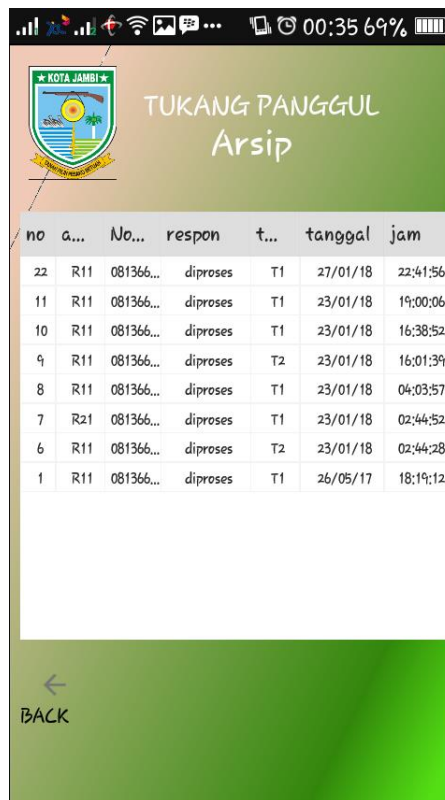 00:35 69%
KOTA JAMBI
TUKANG PANGGUL
Arsip
no a... No... respon t... tanggal jam
22 R11 081366... diproses T1 27/01/18 22:41:56
11 R11 081366... diproses T1 23/01/18 19:00:06
10 R11 081366... diproses T1 23/01/18 16:38:52
9 R11 081366... diproses T2 23/01/18 16:01:39
8 R11 081366... diproses T1 23/01/18 04:03:57
7 R21 081366... diproses T1 23/01/18 02:44:52
6 R11 081366... diproses T2 23/01/18 02:44:28
1 R11 081366... diproses T1 26/05/17 18:19:12
BACK